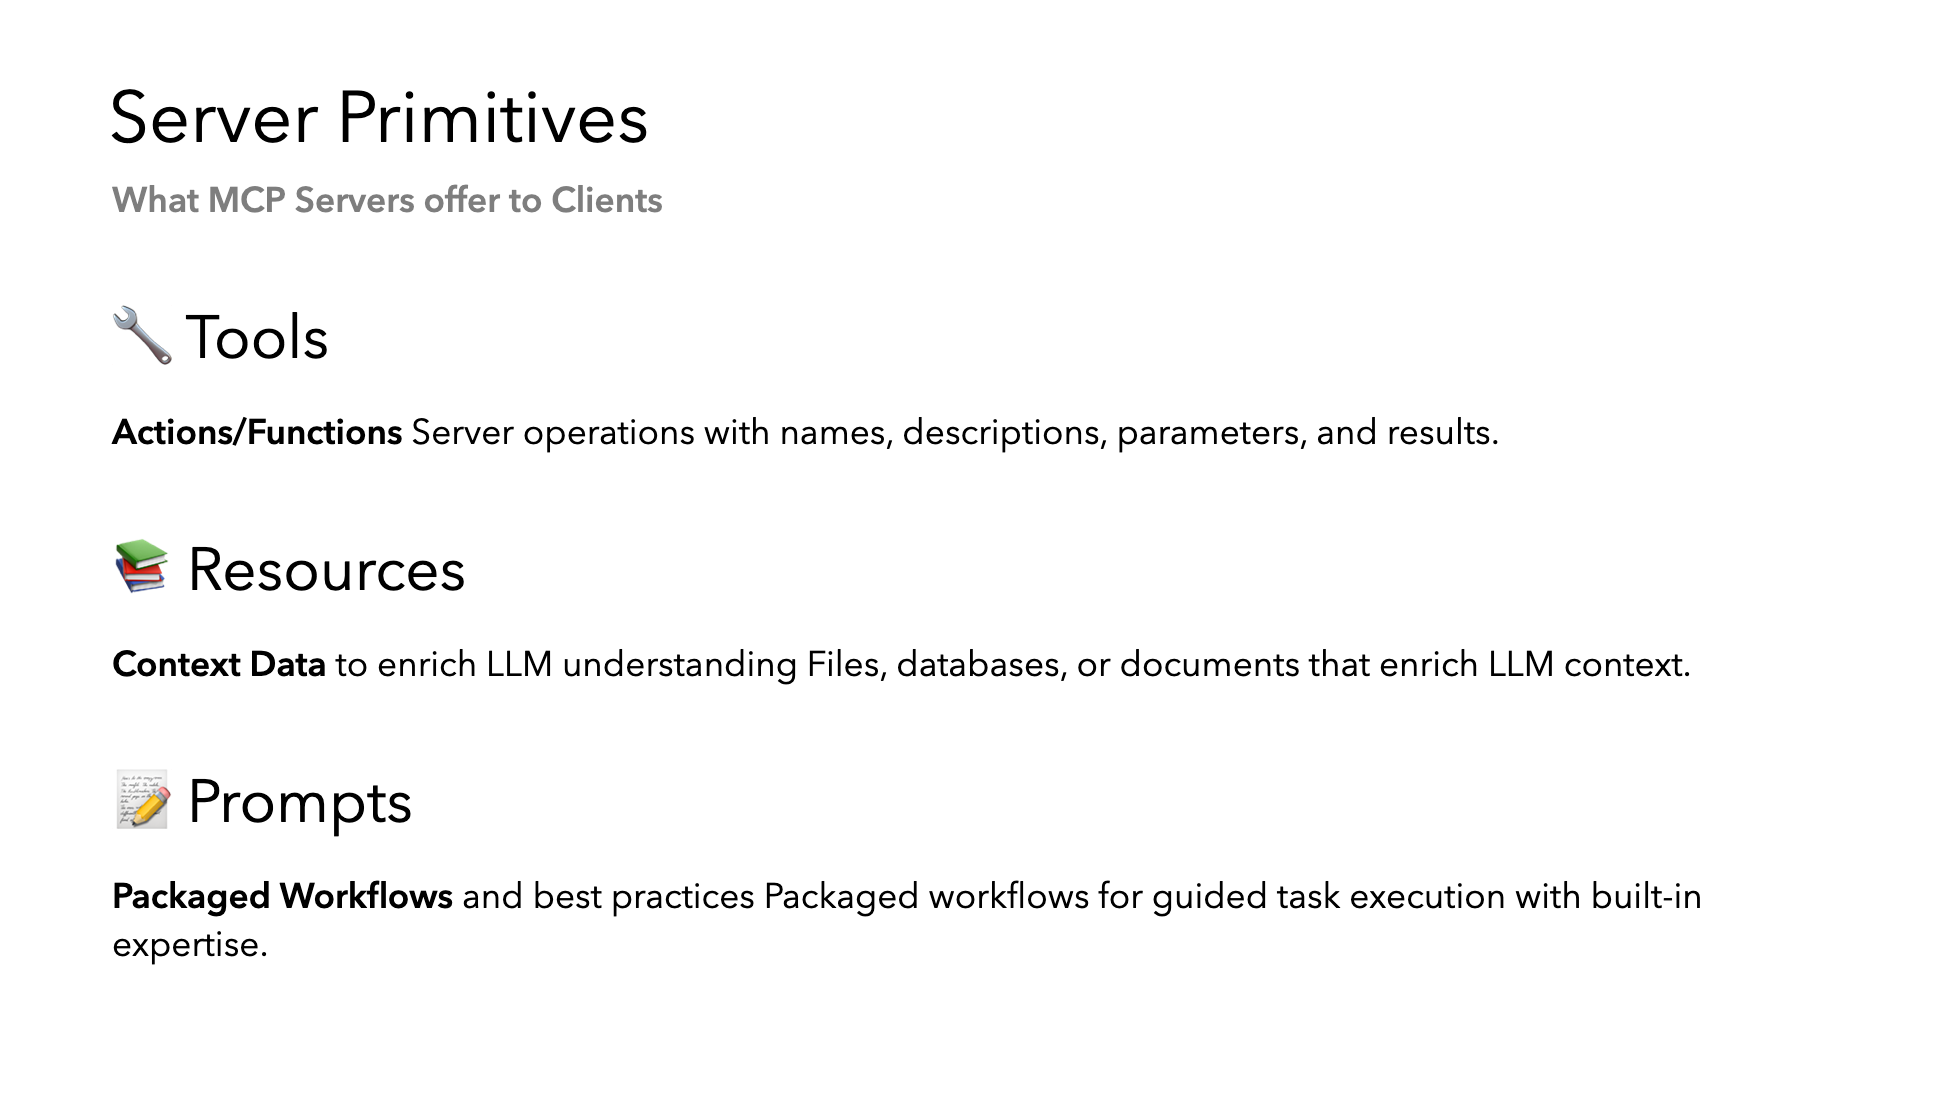 Server Primitives
What MCP Servers offer to Clients
🔧 Tools
Actions/Functions Server operations with names, descriptions, parameters, and results.
📚 Resources
Context Data to enrich LLM understanding Files, databases, or documents that enrich LLM context.
📝 Prompts
Packaged Workflows and best practices Packaged workflows for guided task execution with built-in
expertise.